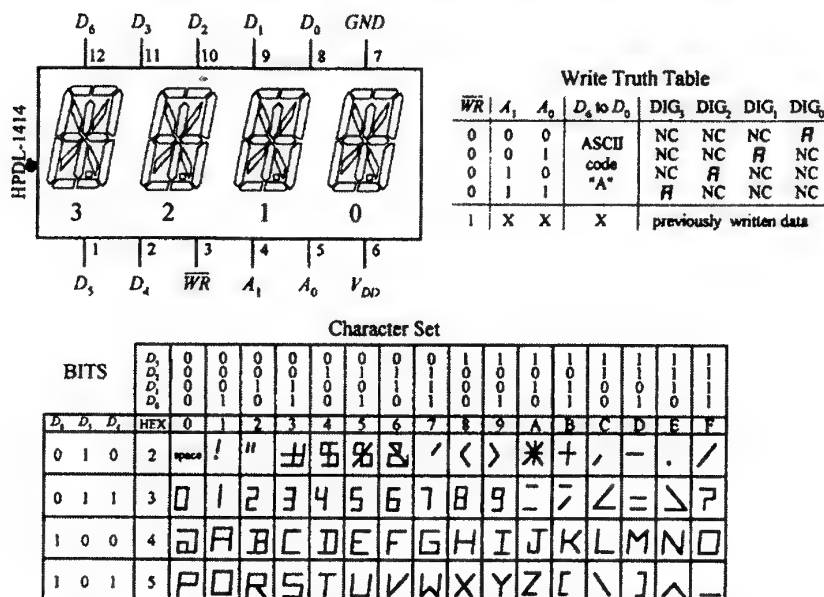 D₆ D₃ D₂ D₁ D₀ GND
12 11 10 9 8 7
HPDL-1414
3 2 1 0
1 2 3 4 5 6
D₅ D₄ WR A₁ A₀ V_DD
Write Truth Table
WR A₁ A₀ D₆ to D₀ DIG₃ DIG₂ DIG₁ DIG₀
0 0 0 ASCII code "A" NC NC NC A
0 0 1 NC NC A NC
0 1 0 NC A NC NC
0 1 1 A NC NC NC
1 X X X previously written data
Character Set
BITS
0 0 0 0 0 0 0 0 1 1 1 1 1 1 1 1
0 0 0 0 1 1 1 1 0 0 0 0 1 1 1 1
0 0 1 1 0 0 1 1 0 0 1 1 0 0 1 1
0 1 0 1 0 1 0 1 0 1 0 1 0 1 0 1
D₆ D₅ D₄ HEX 0 1 2 3 4 5 6 7 8 9 A B C D E F
0 1 0 2 space ! " # $ % & ' < > * + , - . /
0 1 1 3 0 1 2 3 4 5 6 7 8 9 : ; < = > ?
1 0 0 4 @ A B C D E F G H I J K L M N O
1 0 1 5 P Q R S T U V W X Y Z [ \ ] ^ _